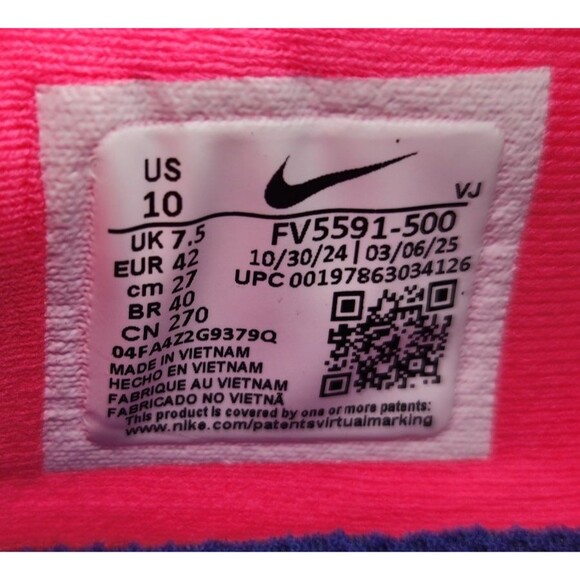 US
10
VJ
UK 7.5
EUR 42
cm 27
BR 40
CN 270
FV5591-500
10/30/24 | 03/06/25
UPC 00197863034126
04FA4Z2G9379Q
MADE IN VIETNAM
HECHO EN VIETNAM
FABRIQUE AU VIETNAM
FABRICADO NO VIETNÃ
This product is covered by one or more patents:
www.nike.com/patentsvirtualmarking